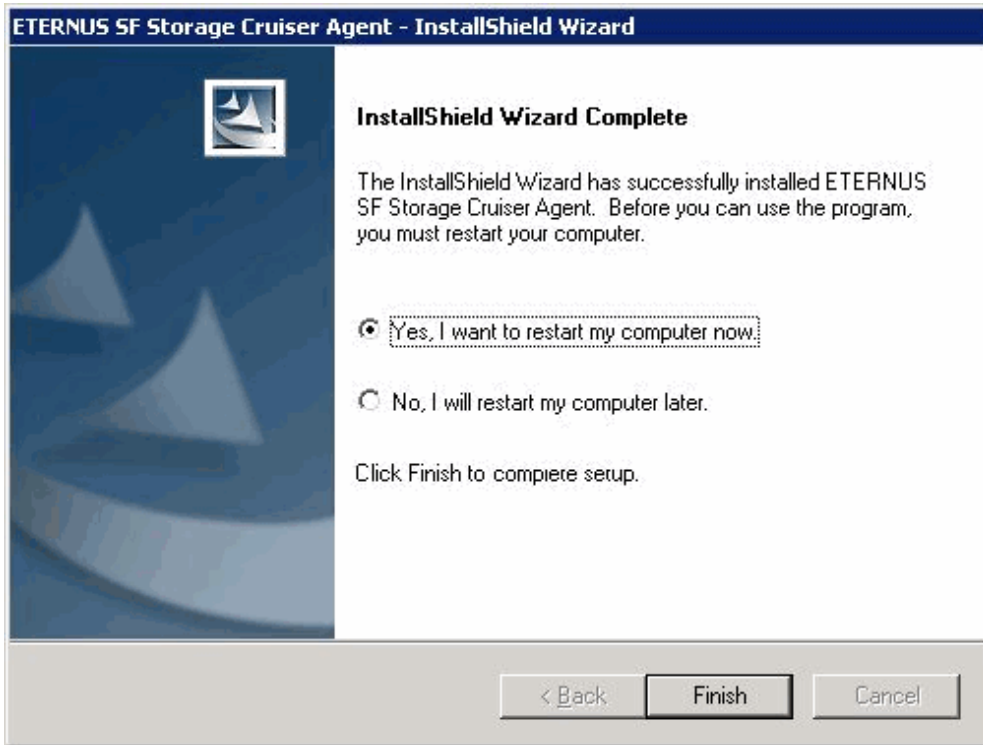 ETERNUS SF Storage Cruiser Agent - InstallShield Wizard
InstallShield Wizard Complete
The InstallShield Wizard has successfully installed ETERNUS
SF Storage Cruiser Agent. Before you can use the program,
you must restart your computer.
Yes, I want to restart my computer now.
No, I will restart my computer later.
Click Finish to complete setup.
< Back Finish Cancel